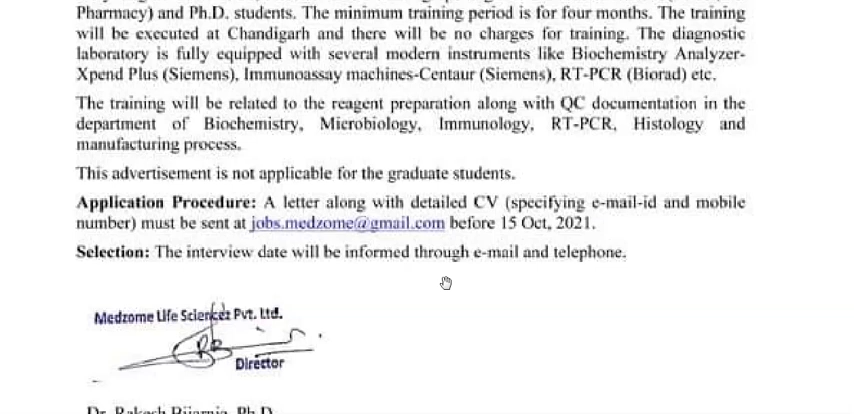 Pharmacy) and Ph.D. students. The minimum training period is for four months. The training
will be executed at Chandigarh and there will be no charges for training. The diagnostic
laboratory is fully equipped with several modern instruments like Biochemistry Analyzer-
Xpend Plus (Siemens), Immunoassay machines-Centaur (Siemens), RT-PCR (Biorad) etc.
The training will be related to the reagent preparation along with QC documentation in the
department of Biochemistry, Microbiology, Immunology, RT-PCR, Histology and
manufacturing process.
This advertisement is not applicable for the graduate students.
Application Procedure: A letter along with detailed CV (specifying e-mail-id and mobile
number) must be sent at jobs.medzome@gmail.com before 15 Oct, 2021.
Selection: The interview date will be informed through e-mail and telephone.
Medzome Life Sciences Pvt. Ltd.
Director
Dr. Rakesh Ph.D.